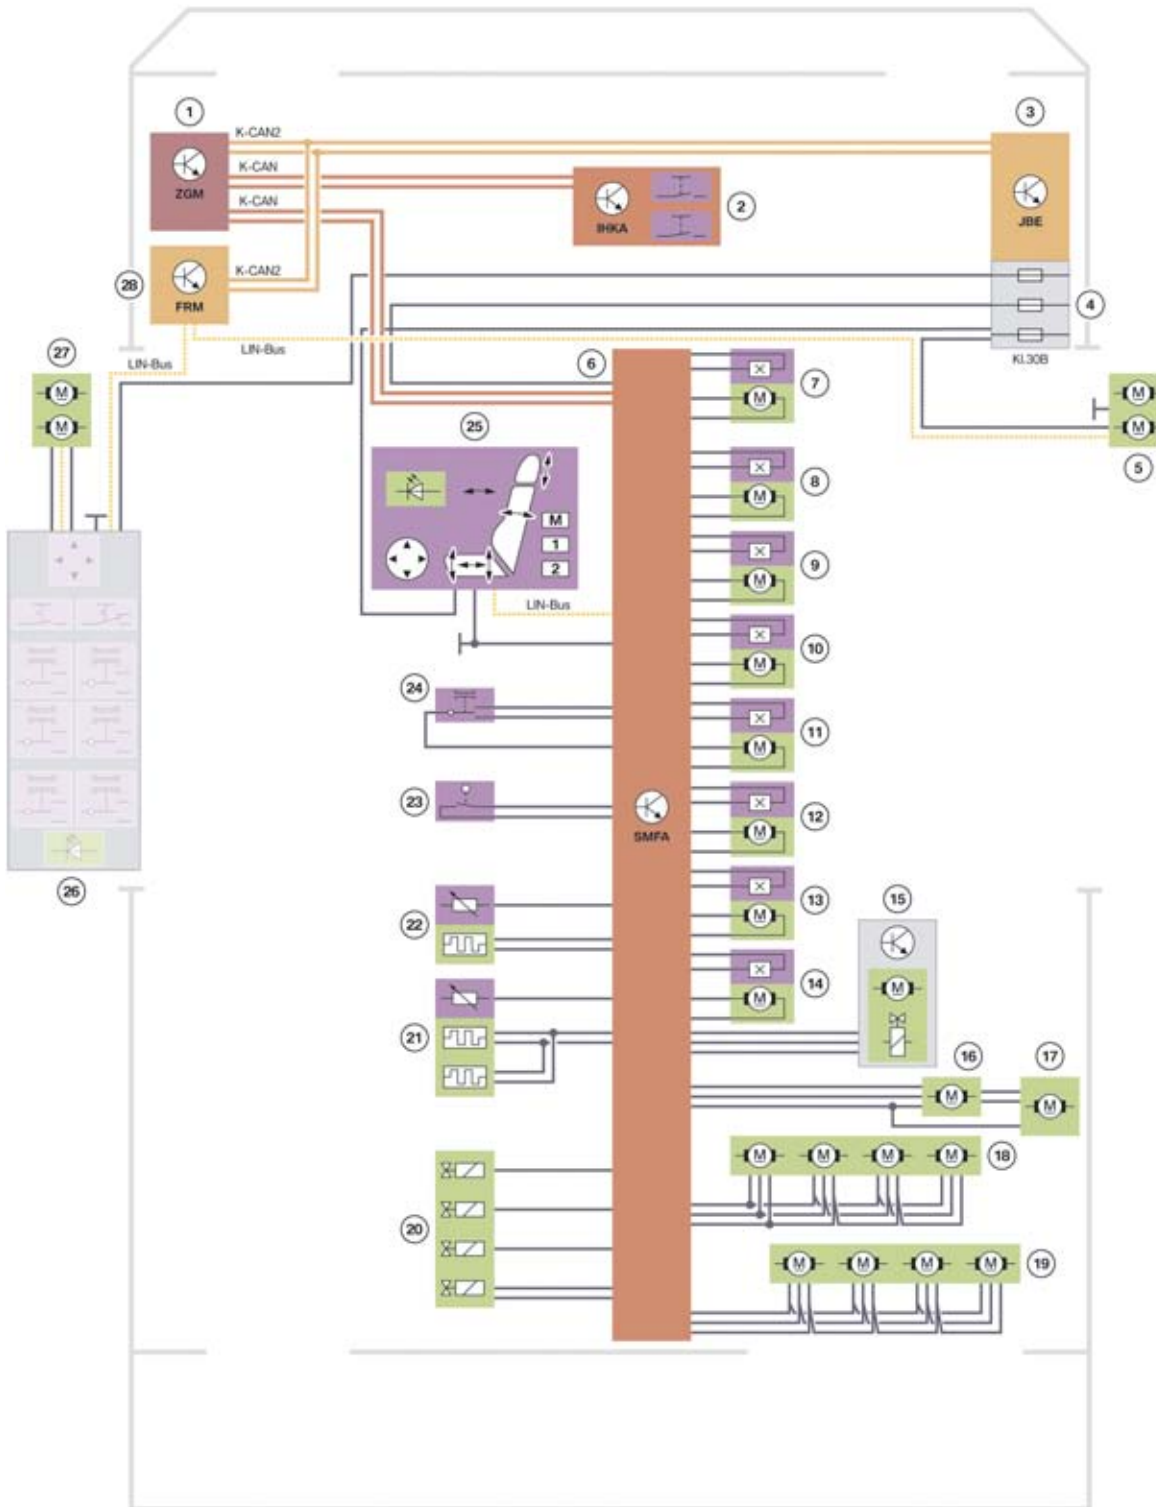 1
3
K-CAN2
ZGM
K-CAN
K-CAN
IHKA
2
JBE
28
FRM
K-CAN2
4
LIN-Bus
LIN-Bus
Kl.30B
27
M
M
6
7
M
M
M
5
25
M
1
2
8
M
9
M
LIN-Bus
10
M
24
11
M
23
SMFA
12
M
26
22
13
M
15
M
21
14
M
16
M
17
M
20
M
M
M
M
18
M
M
M
M
19